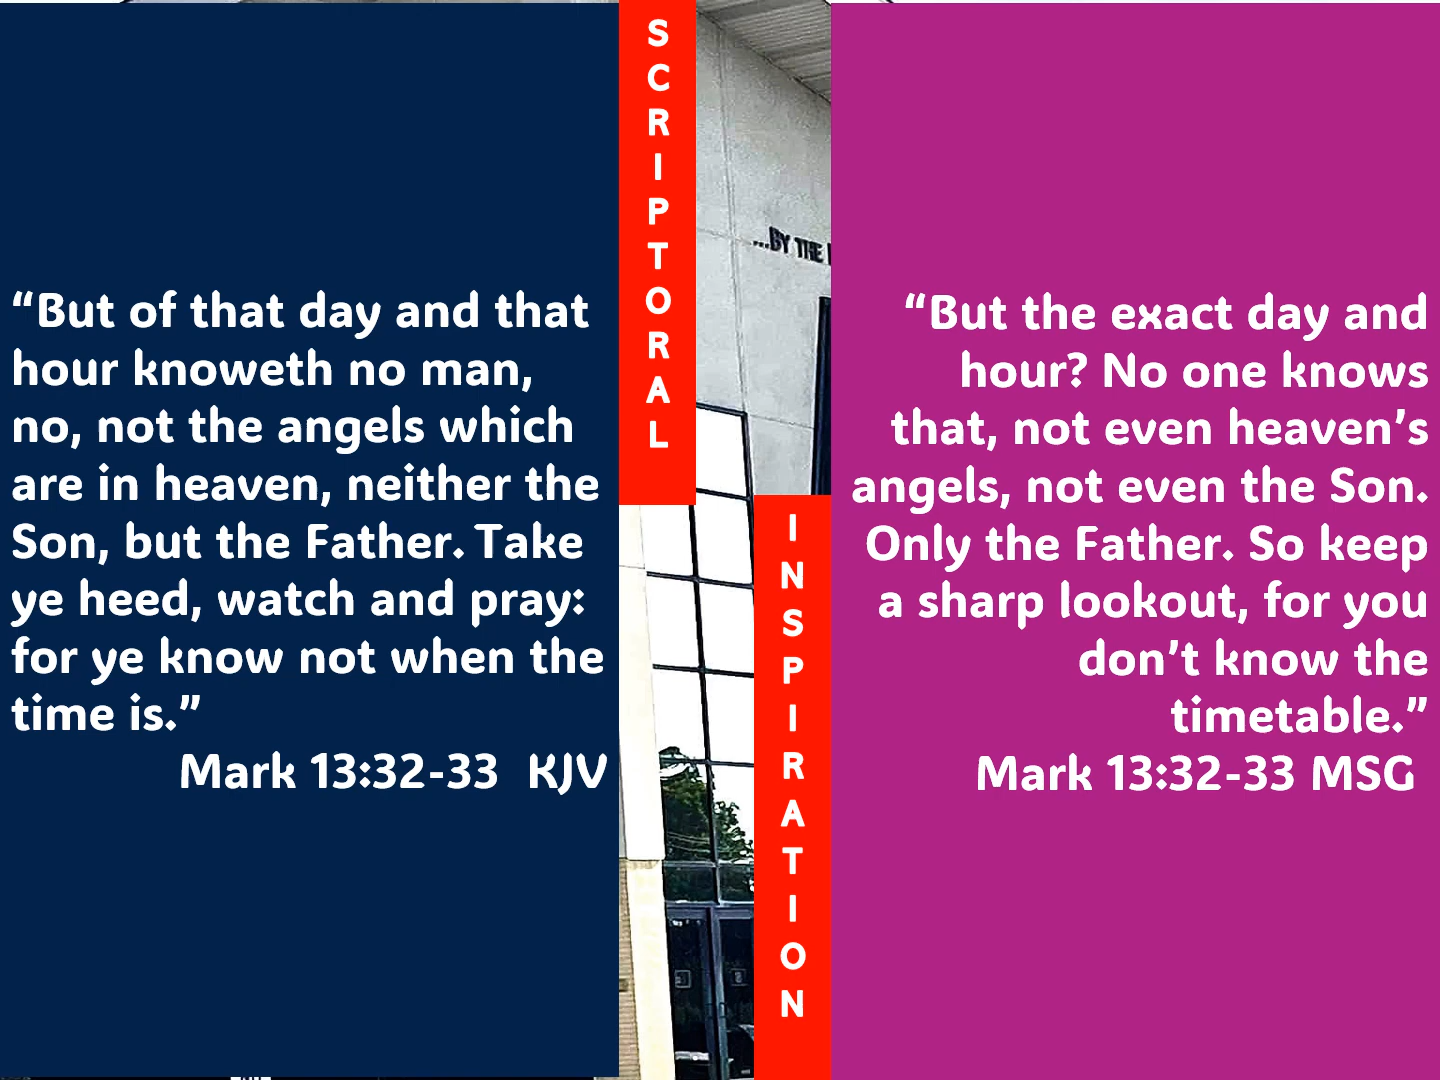 “But of that day and that
hour knoweth no man,
no, not the angels which
are in heaven, neither the
Son, but the Father. Take
ye heed, watch and pray:
for ye know not when the
time is.”
Mark 13:32-33 KJV
SCRIPTORAL
...BY THE
INSPIRATION
“But the exact day and
hour? No one knows
that, not even heaven’s
angels, not even the Son.
Only the Father. So keep
a sharp lookout, for you
don’t know the
timetable.”
Mark 13:32-33 MSG